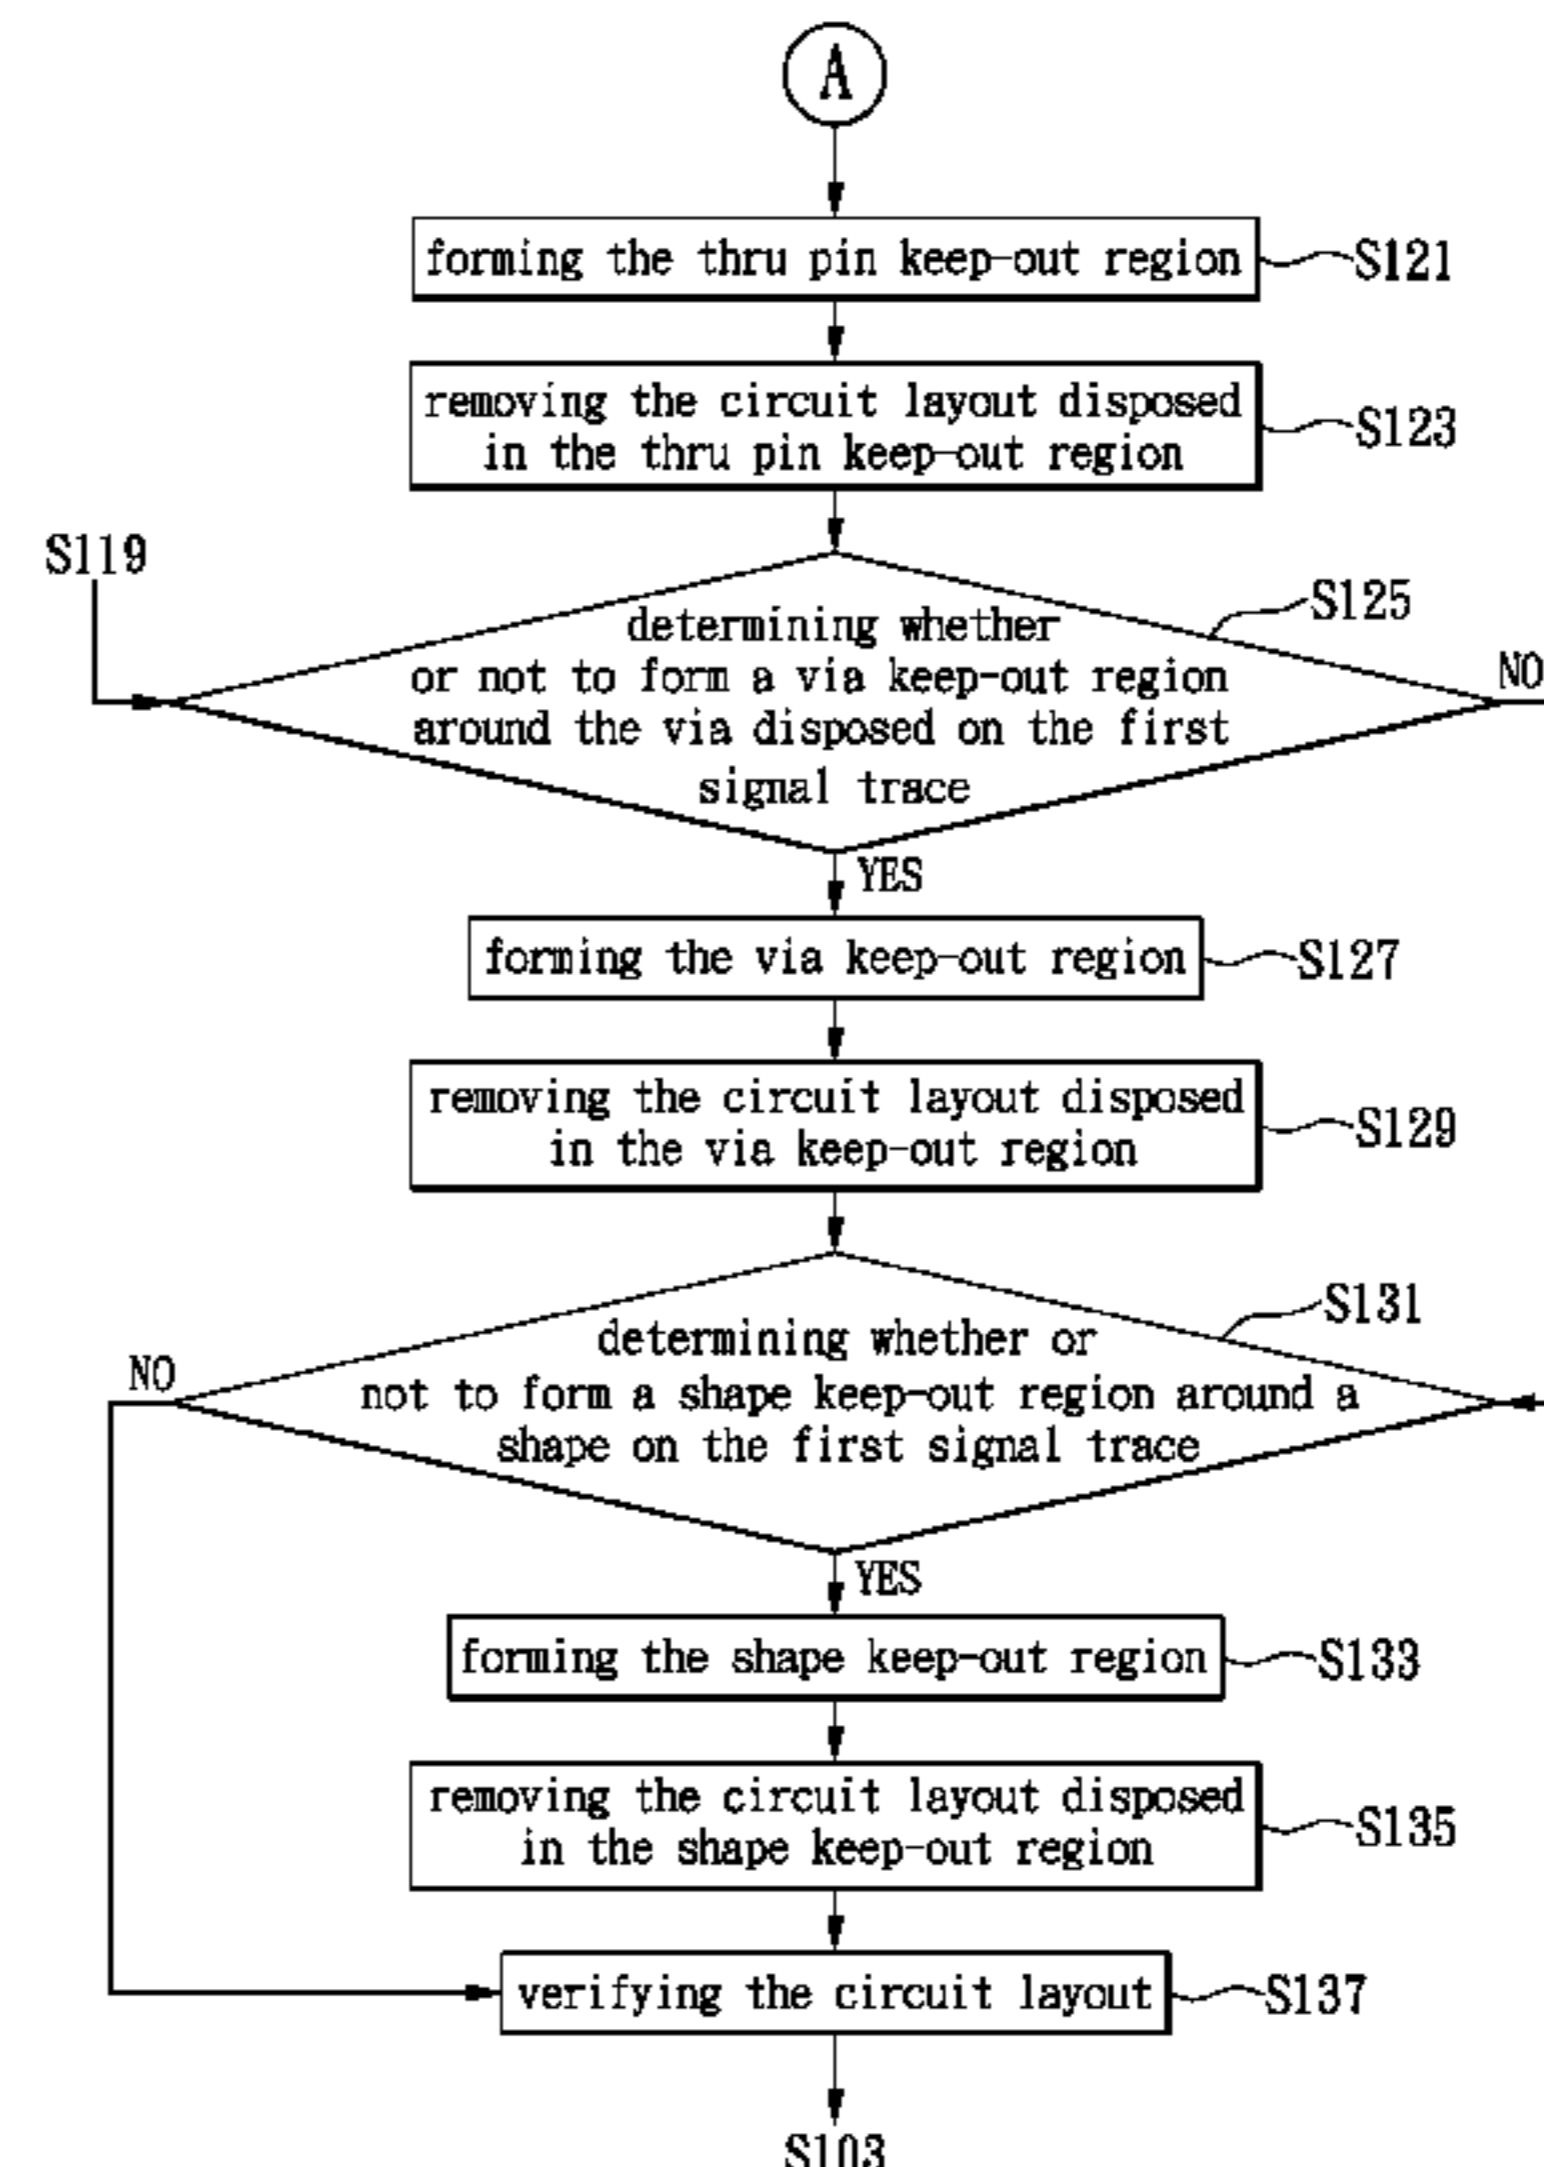 A
forming the thru pin keep-out region
S121
removing the circuit layout disposed
in the thru pin keep-out region
S123
S119
S125
determining whether
or not to form a via keep-out region
around the via disposed on the first
signal trace
NO
YES
forming the via keep-out region
S127
removing the circuit layout disposed
in the via keep-out region
S129
S131
determining whether or
not to form a shape keep-out region around a
shape on the first signal trace
NO
YES
forming the shape keep-out region
S133
removing the circuit layout disposed
in the shape keep-out region
S135
verifying the circuit layout
S137
S103